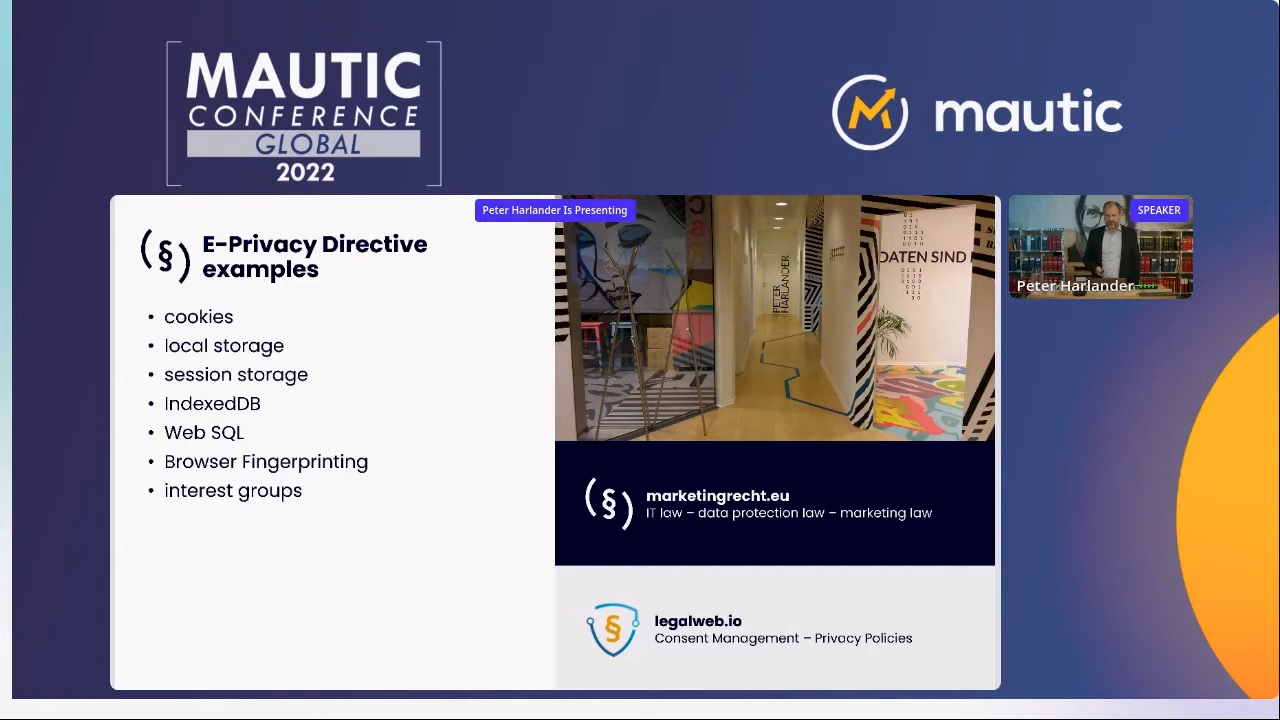 MAUTIC
CONFERENCE
GLOBAL
2022
mautic
Peter Harlander Is Presenting
SPEAKER
Peter Harlander
§ E-Privacy Directive
examples
• cookies
• local storage
• session storage
• IndexedDB
• Web SQL
• Browser Fingerprinting
• interest groups
PETER
HARLANDER
DATEN SIND
(§) marketingrecht.eu
IT law – data protection law – marketing law
§ legalweb.io
Consent Management – Privacy Policies